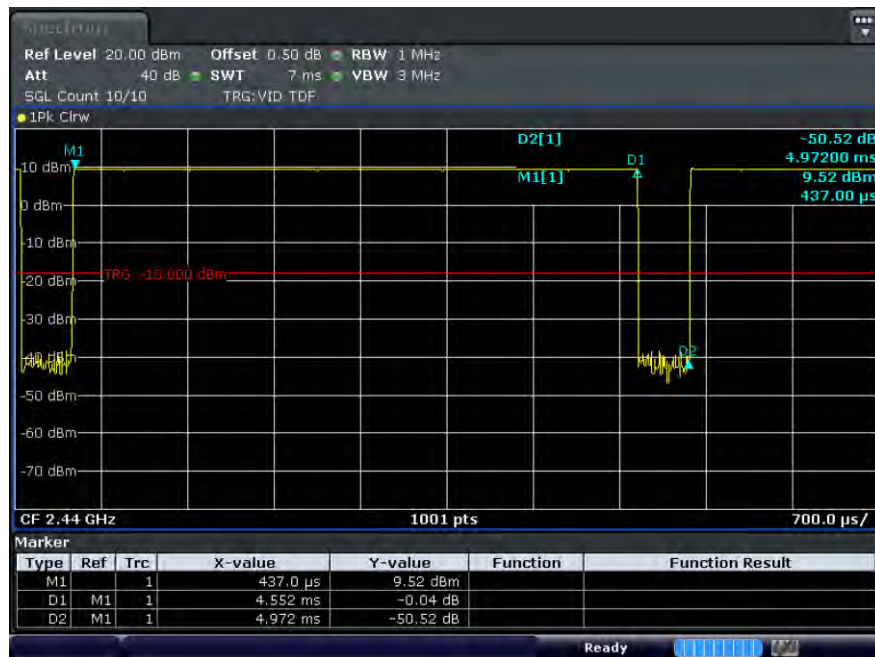 Spectrum
Ref Level 20.00 dBm Offset 0.50 dB RBW 1 MHz
Att 40 dB SWT 7 ms VBW 3 MHz
SGL Count 10/10 TRG:VID TDF
1Pk Clrw
D2[1] -50.52 dB
4.97200 ms
M1[1] 9.52 dBm
437.00 µs
M1
D1
10 dBm
0 dBm
-10 dBm
TRG -18.000 dBm
-20 dBm
-30 dBm
-40 dBm
D2
-50 dBm
-60 dBm
-70 dBm
CF 2.44 GHz 1001 pts 700.0 µs/
Marker
Type Ref Trc X-value Y-value Function Function Result
M1 1 437.0 µs 9.52 dBm
D1 M1 1 4.552 ms -0.04 dB
D2 M1 1 4.972 ms -50.52 dB
Ready